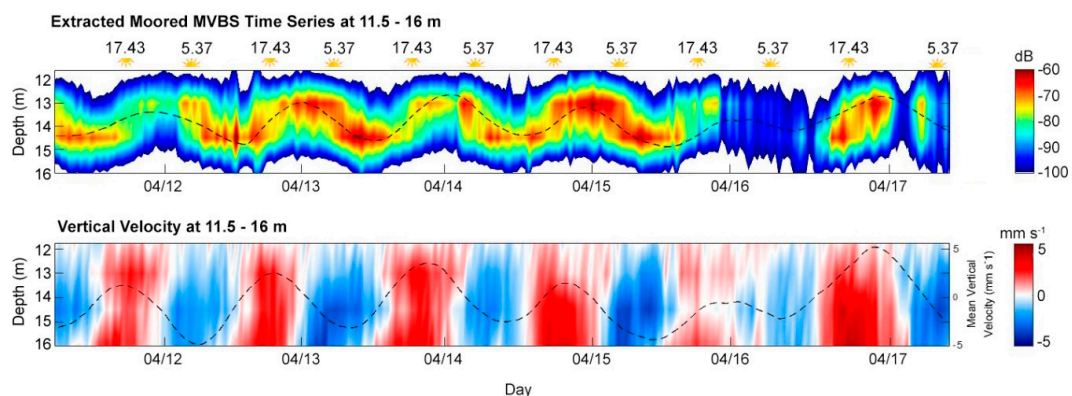 Extracted Moored MVBS Time Series at 11.5 - 16 m
17.43 5.37 17.43 5.37 17.43 5.37 17.43 5.37 17.43 5.37 17.43 5.37
dB
Depth (m)
12
13
14
15
16
-60
-70
-80
-90
-100
04/12 04/13 04/14 04/15 04/16 04/17
Vertical Velocity at 11.5 - 16 m
mm s-1
Depth (m)
12
13
14
15
16
5
0
-5
Mean Vertical
Velocity (mm s-1)
5
0
-5
04/12 04/13 04/14 04/15 04/16 04/17
Day